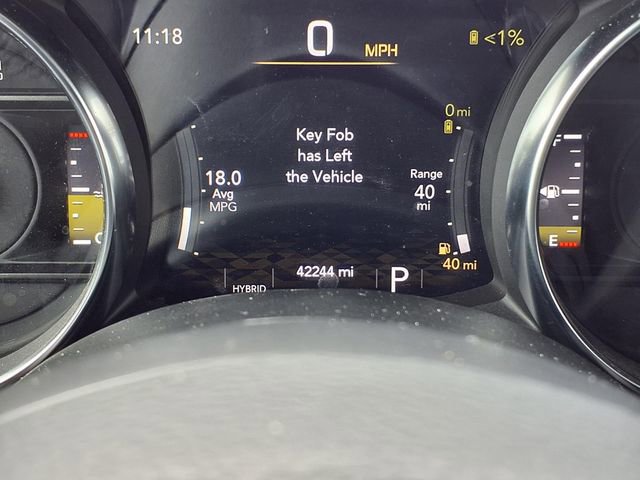 11:18
0
MPH
<1%
0 mi
Key Fob
has Left
the Vehicle
18.0
Avg
MPG
Range
40
mi
F
C
E
40 mi
42244 mi
HYBRID
P